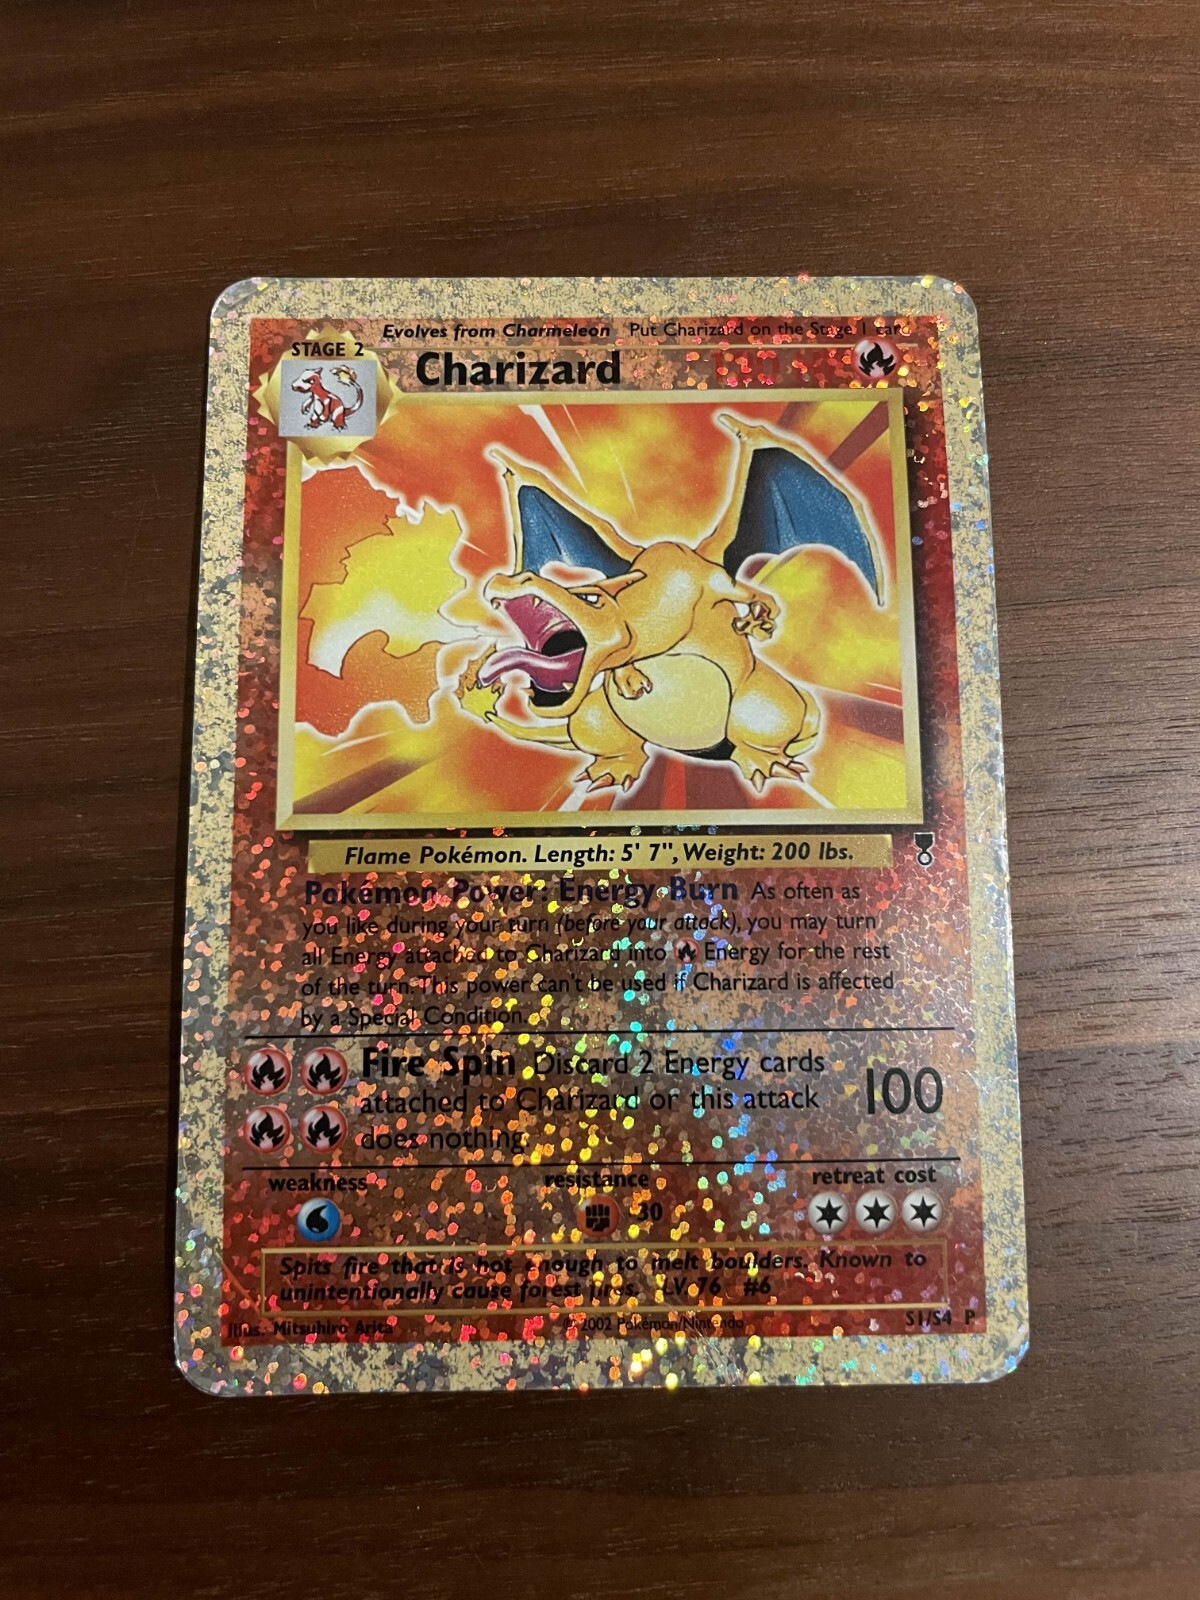 Evolves from Charmeleon Put Charizard on the Stage 1 card
STAGE 2
Charizard
Flame Pokémon. Length: 5' 7", Weight: 200 lbs.
Pokémon Power: Energy Burn As often as
you like during your turn (before your attack), you may turn
all Energy attached to Charizard into Energy for the rest
of the turn. This power can't be used if Charizard is affected
by a Special Condition.
Fire Spin Discard 2 Energy cards
attached to Charizard or this attack
does nothing.
100
weakness resistance retreat cost
-30
Spits fire that is hot enough to melt boulders. Known to
unintentionally cause forest fires. LV. 76 #6
Illus. Mitsuhiro Arita © 2002 Pokémon/Nintendo S1/S4 P